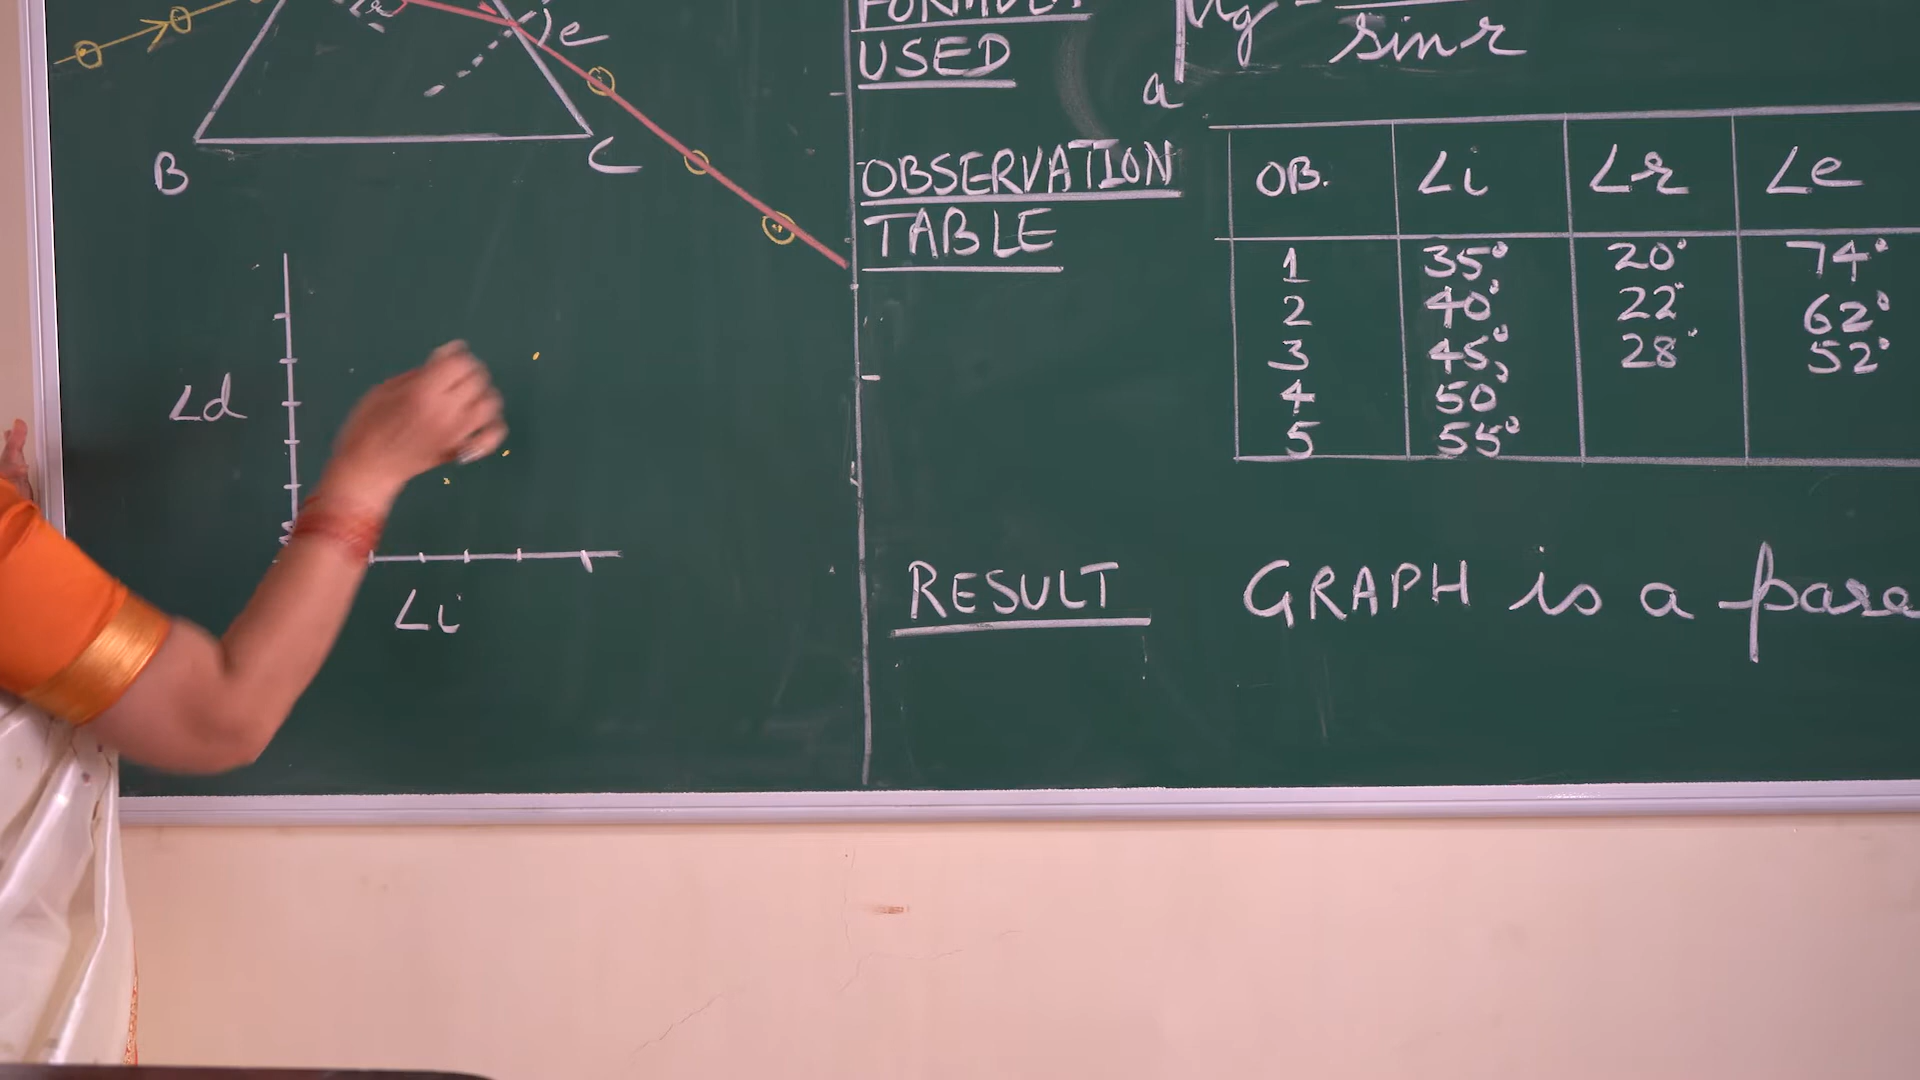 e
B
C
∠d
∠i
FORMULA
USED
a
g
sin r
OBSERVATION
TABLE
OB. ∠i ∠r ∠e
1 35° 20° 74°
2 40° 22° 62°
3 45° 28° 52°
4 50°
5 55°
RESULT GRAPH is a para